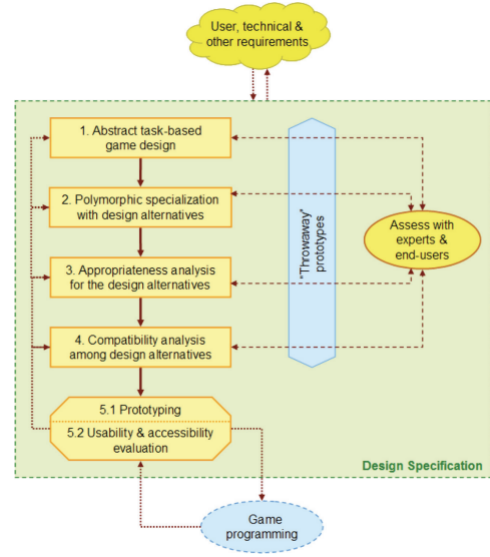 User, technical &
other requirements
1. Abstract task-based
game design
2. Polymorphic specialization
with design alternatives
3. Appropriateness analysis
for the design alternatives
4. Compatibility analysis
among design alternatives
"Throwaway"
prototypes
Assess with
experts &
end-users
5.1 Prototyping
5.2 Usability & accessibility
evaluation
Design Specification
Game
programming